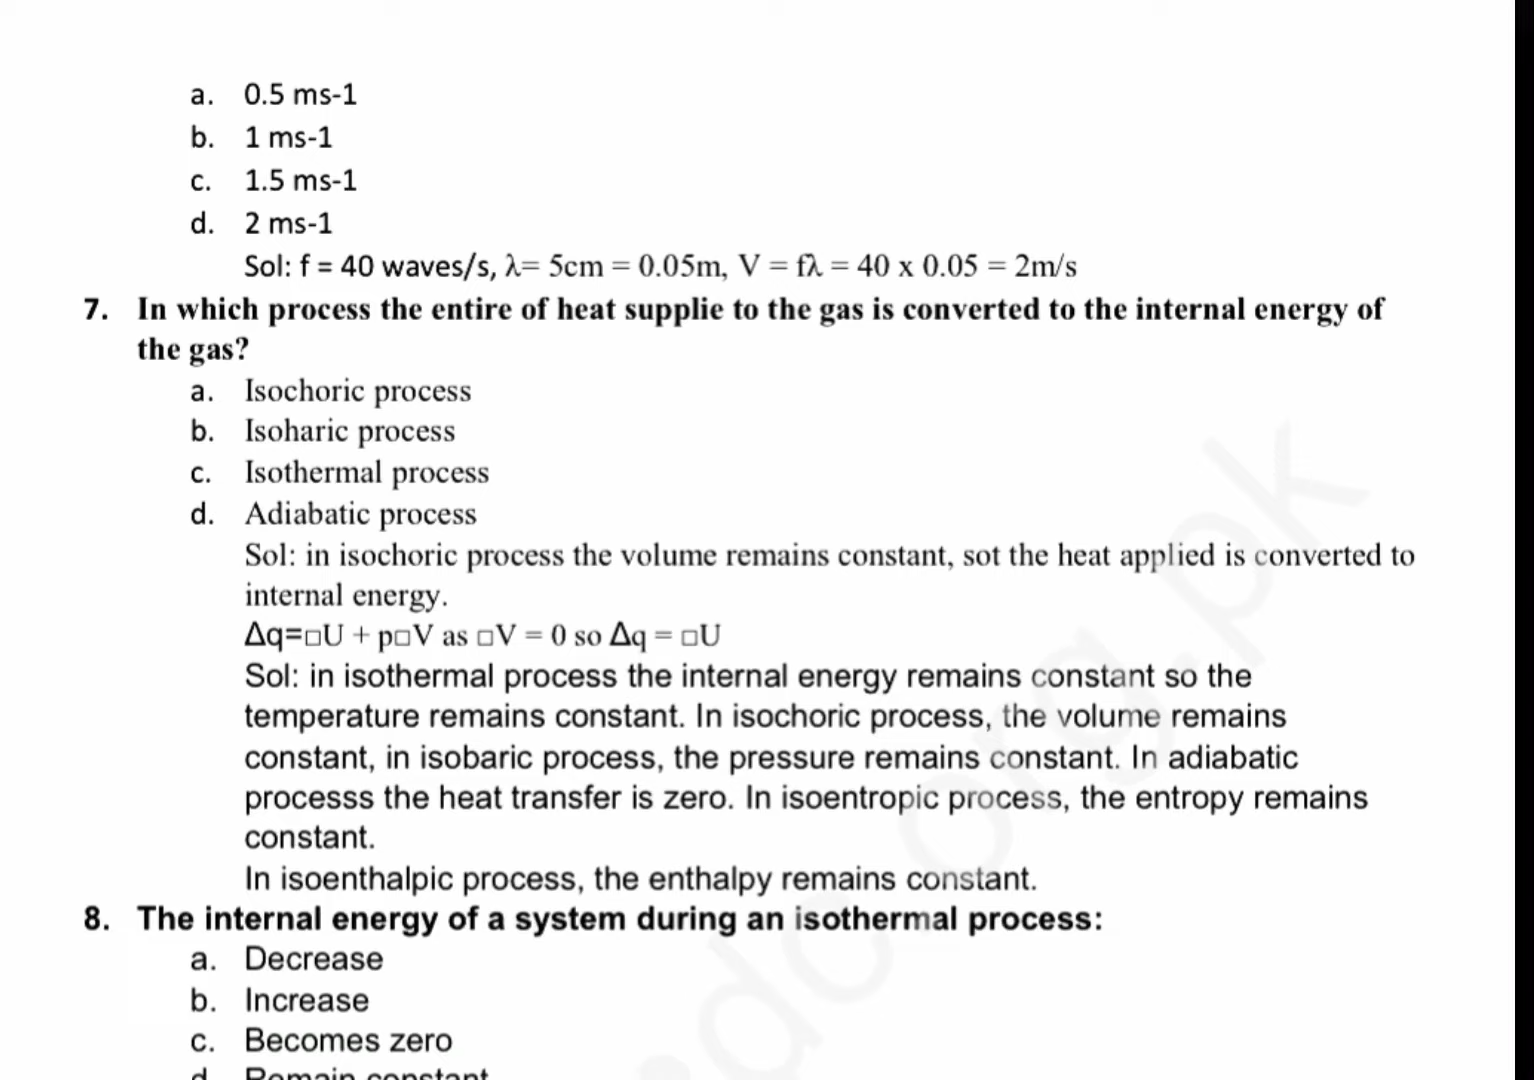 a. 0.5 ms-1
b. 1 ms-1
c. 1.5 ms-1
d. 2 ms-1
Sol: f = 40 waves/s, λ= 5cm = 0.05m, V = fλ = 40 x 0.05 = 2m/s
7. In which process the entire of heat supplie to the gas is converted to the internal energy of
the gas?
a. Isochoric process
b. Isoharic process
c. Isothermal process
d. Adiabatic process
Sol: in isochoric process the volume remains constant, sot the heat applied is converted to
internal energy.
Δq=□U + p□V as □V = 0 so Δq = □U
Sol: in isothermal process the internal energy remains constant so the
temperature remains constant. In isochoric process, the volume remains
constant, in isobaric process, the pressure remains constant. In adiabatic
processs the heat transfer is zero. In isoentropic process, the entropy remains
constant.
In isoenthalpic process, the enthalpy remains constant.
8. The internal energy of a system during an isothermal process:
a. Decrease
b. Increase
c. Becomes zero
d. Remain constant